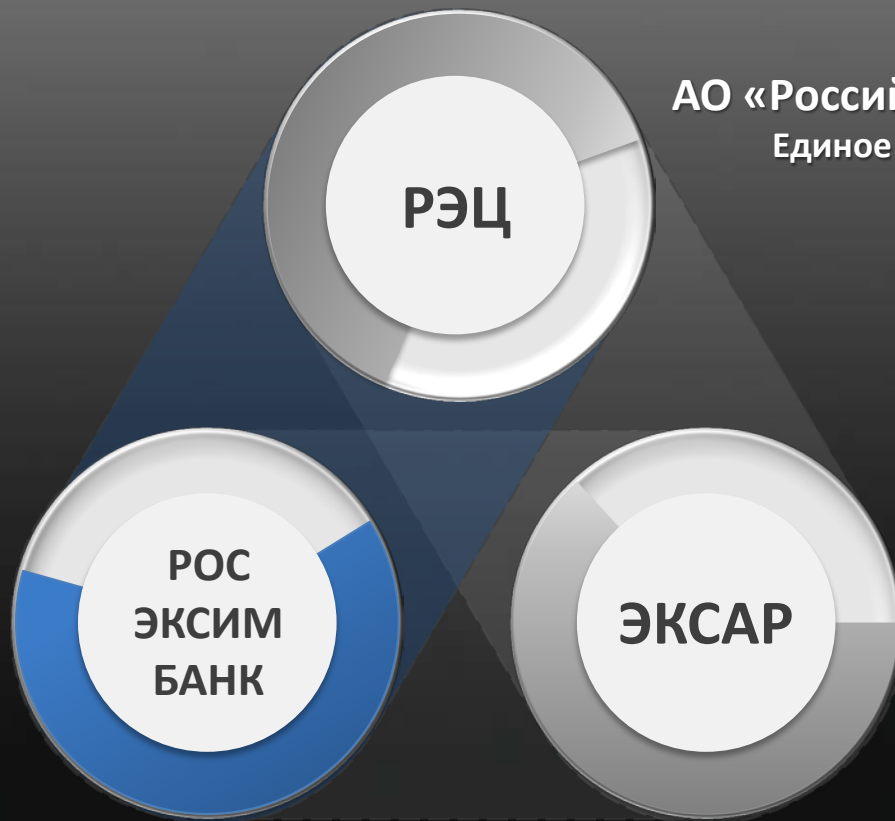 АО «Россий
Единое
РЭЦ
РОС
ЭКСИМ
БАНК
ЭКСАР